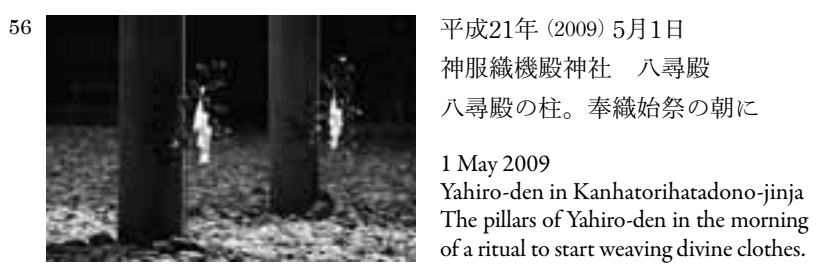 56
平成21年（2009）5月1日
神服織機殿神社　八尋殿
八尋殿の柱。奉織始祭の朝に
1 May 2009
Yahiro-den in Kanhatorihatadono-jinja
The pillars of Yahiro-den in the morning
of a ritual to start weaving divine clothes.